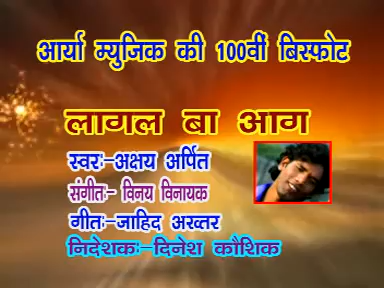 आर्या म्युजिक की 100वीं बिस्फोट
लागल बा आग
स्वरः-अक्षय अर्पित
संगीतः- विनय विनायक
गीतः-जाहिद अख्तर
निदेशकः-दिनेश कौशिक